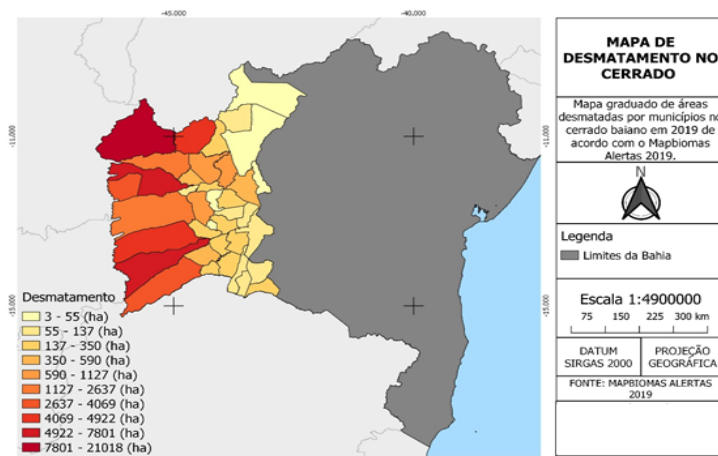 -45.000
-40.000
-11.000
-15.000
Desmatamento
3 - 55 (ha)
55 - 137 (ha)
137 - 350 (ha)
350 - 590 (ha)
590 - 1127 (ha)
1127 - 2637 (ha)
2637 - 4069 (ha)
4069 - 4922 (ha)
4922 - 7801 (ha)
7801 - 21018 (ha)
MAPA DE
DESMATAMENTO NO
CERRADO
Mapa graduado de áreas
desmatadas por municípios no
cerrado baiano em 2019 de
acordo com o Mapbiomas
Alertas 2019.
N
Legenda
Limites da Bahia
Escala 1:4900000
75 150 225 300 km
DATUM
SIRGAS 2000
PROJEÇÃO
GEOGRÁFICA
FONTE: MAPBIOMAS ALERTAS
2019
-11.000
-15.000